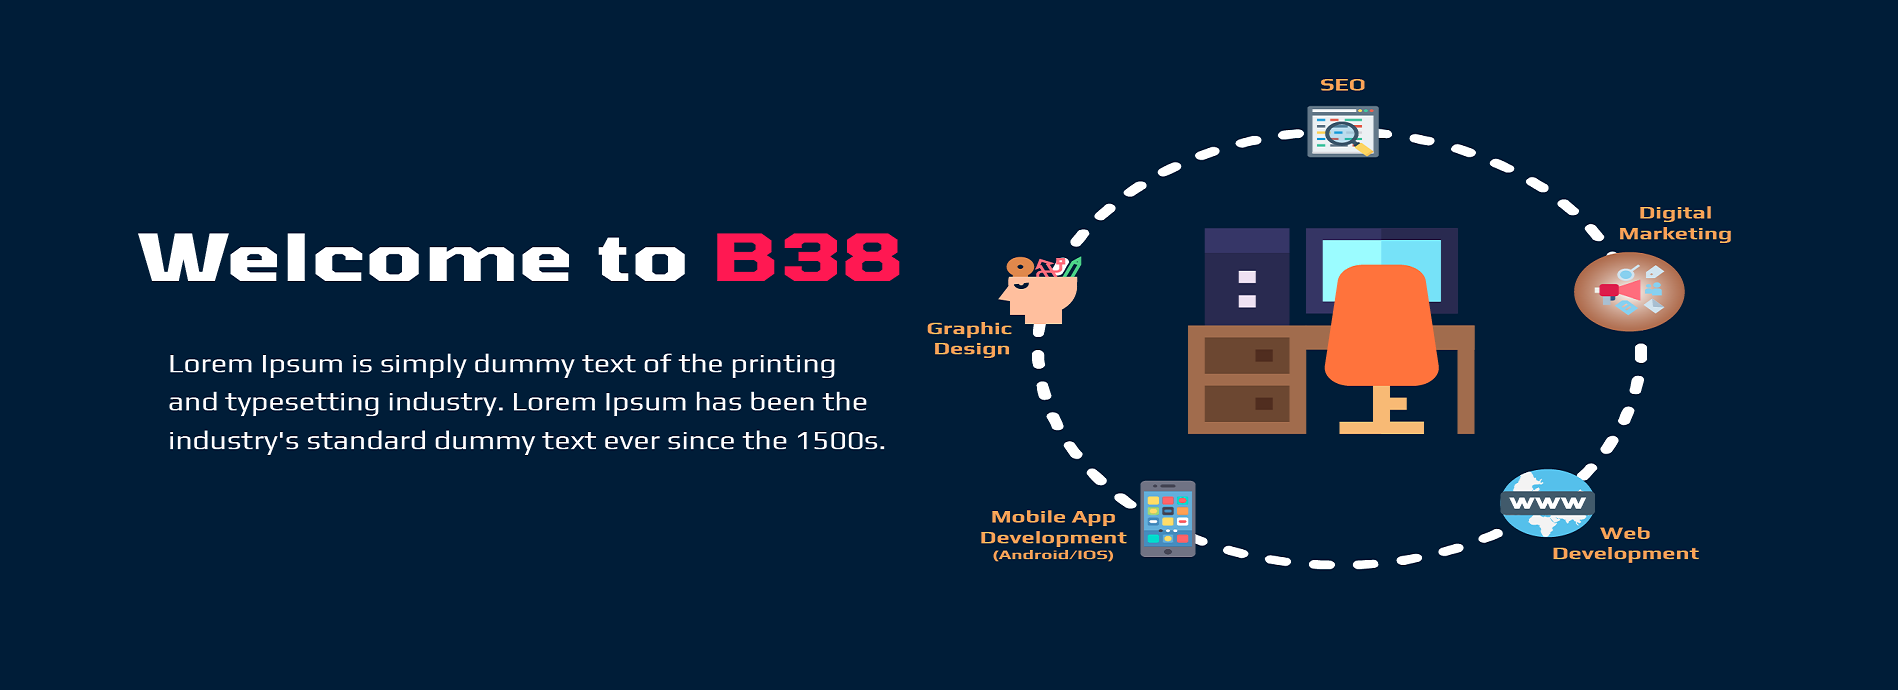 Welcome to B38
Lorem Ipsum is simply dummy text of the printing
and typesetting industry. Lorem Ipsum has been the
industry's standard dummy text ever since the 1500s.
SEO
Digital
Marketing
Graphic
Design
Mobile App
Development
(Android/IOS)
WWW
Web
Development